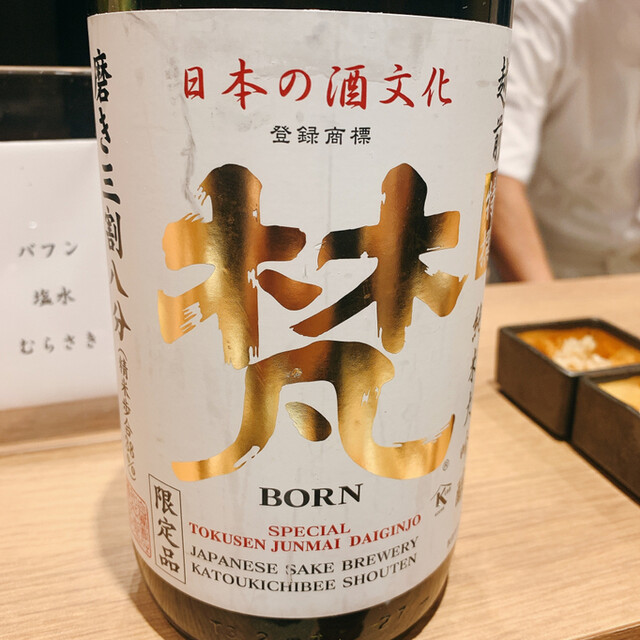 日本の酒文化
登録商標
梵
BORN
SPECIAL
TOKUSEN JUNMAI DAIGINJO
JAPANESE SAKE BREWERY
KATOUKICHIBEE SHOUTEN
磨き三割八分
限定品
バフン
塩水
むらさき